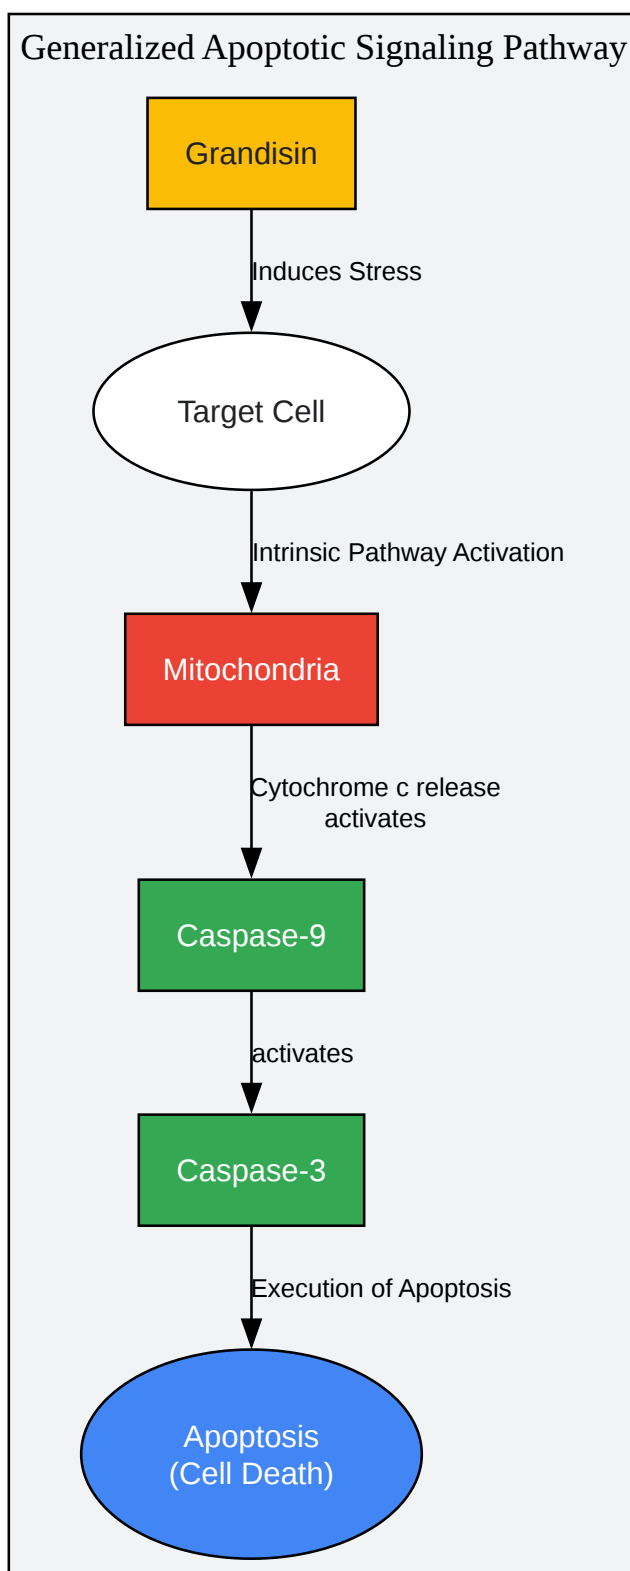 Generalized Apoptotic Signaling Pathway
Grandisin
Induces Stress
Target Cell
Intrinsic Pathway Activation
Mitochondria
Cytochrome c release
activates
Caspase-9
activates
Caspase-3
Execution of Apoptosis
Apoptosis
(Cell Death)